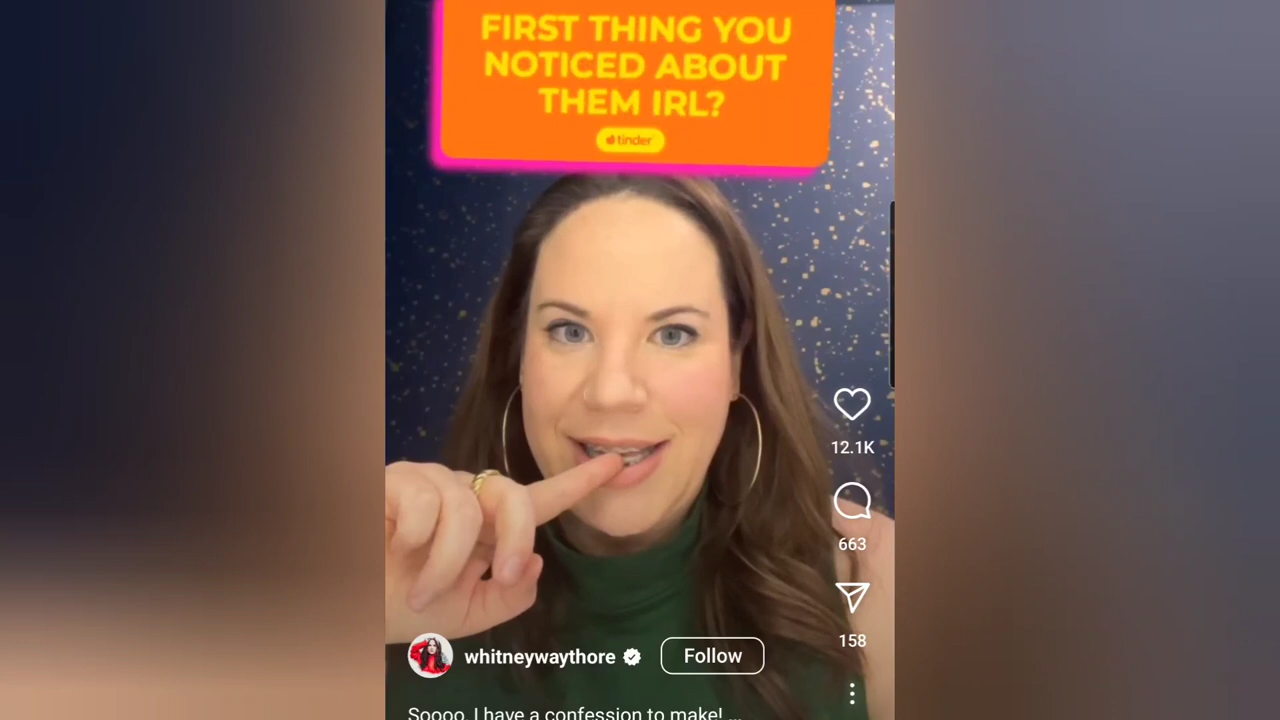 FIRST THING YOU
NOTICED ABOUT
THEM IRL?
tinder
12.1K
663
158
whitneywaythore
Follow
Soooo, I have a confession to make! ...